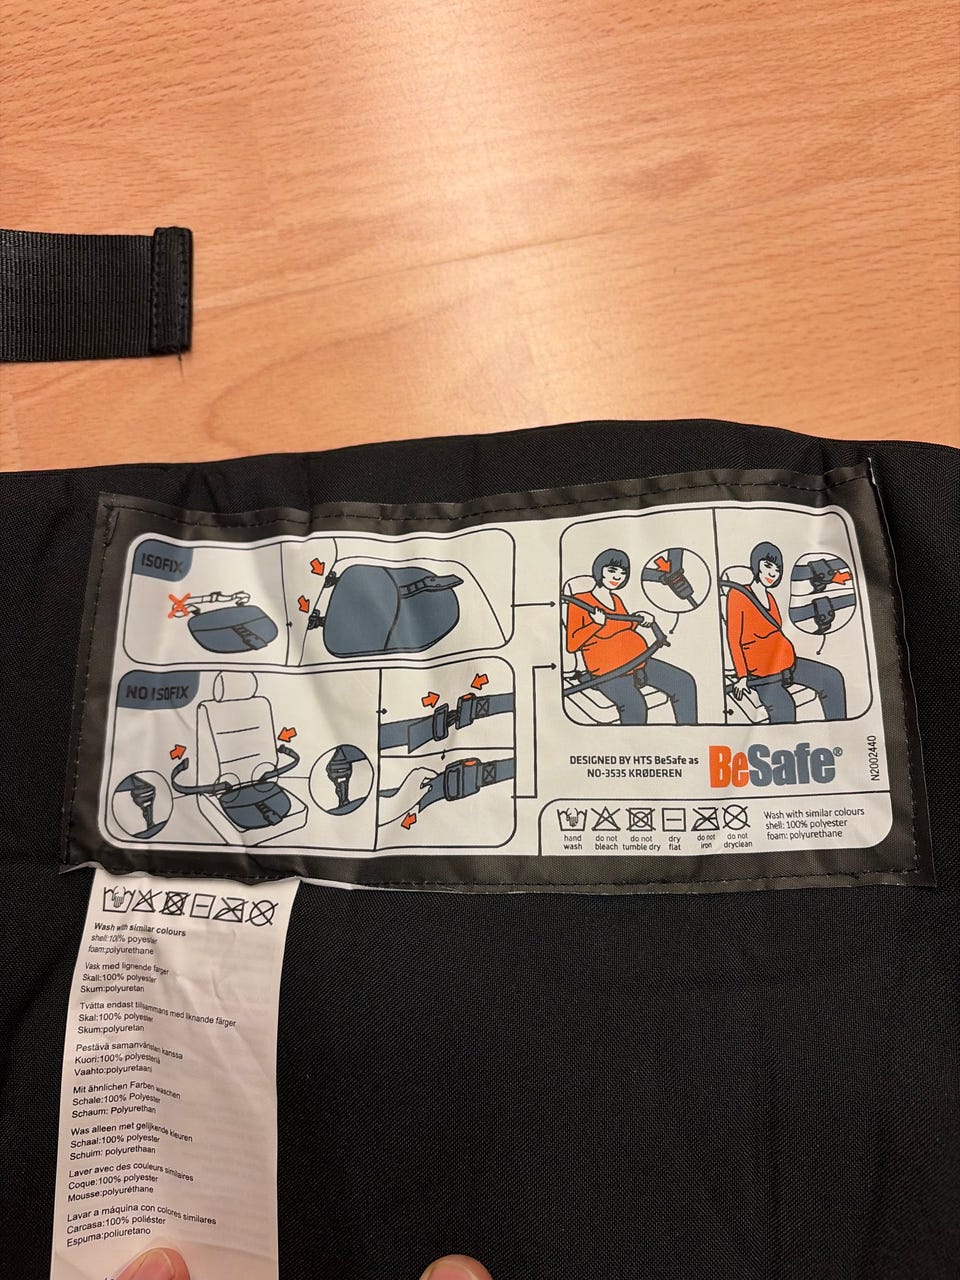 ISOFIX
NO ISOFIX
DESIGNED BY HTS BeSafe as
NO-3535 KRØDEREN
BeSafe®
N2002440
hand wash
do not bleach
do not tumble dry
dry flat
do not iron
do not dryclean
Wash with similar colours
shell: 100% polyester
foam: polyurethane
Wash with similar colours
shell:100% poyester
foam:polyurethane
Vask med lignende farger
Skall:100% polyester
Skum:polyuretan
Tvätta endast tillsammans med liknande färger
Skal:100% polyester
Skum:polyuretan
Pestävä samanväristen kanssa
Kuori:100% polyesteriä
Vaahto:polyuretaani
Mit ähnlichen Farben waschen
Schale:100% Polyester
Schaum: Polyurethan
Was alleen met gelijkende kleuren
Schaal:100% polyester
Schuim: polyurethaan
Laver avec des couleurs similaires
Coque:100% polyester
Mousse:polyuréthane
Lavar a máquina con colores similares
Carcasa:100% poliéster
Espuma:poliuretano